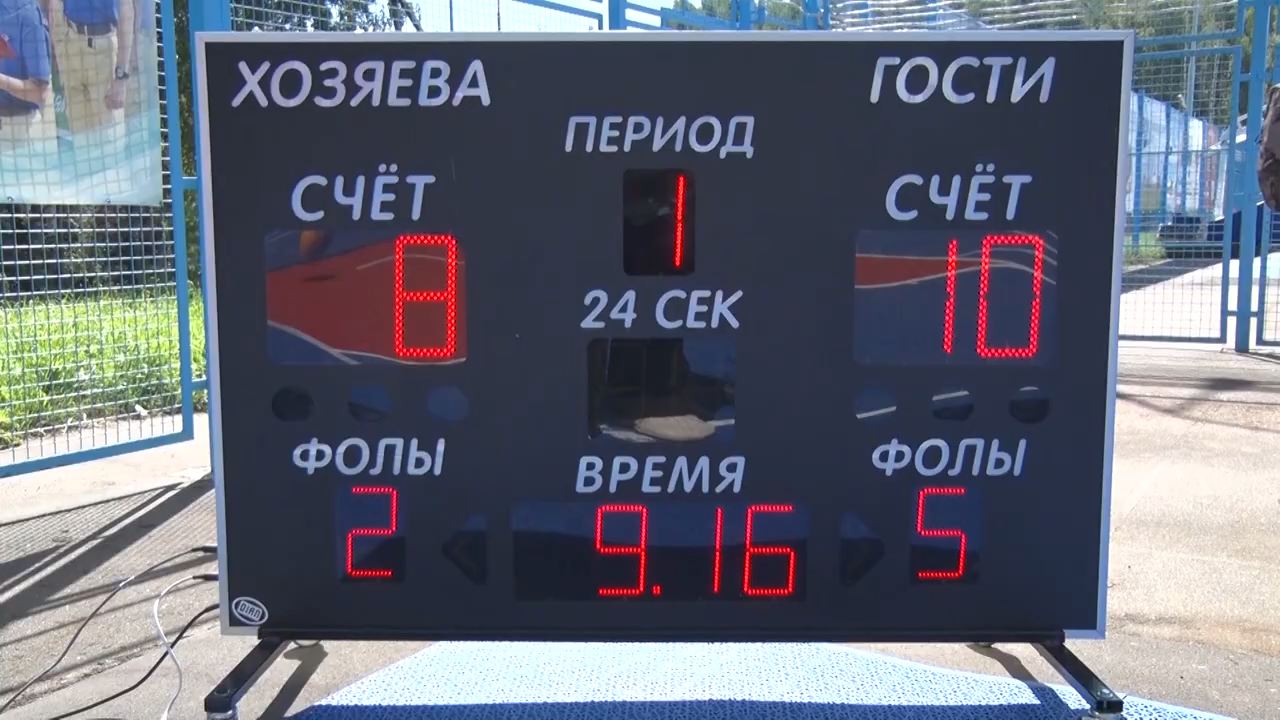 ХОЗЯЕВА
ГОСТИ
ПЕРИОД
1
СЧЁТ
СЧЁТ
8
10
24 СЕК
ФОЛЫ
ВРЕМЯ
ФОЛЫ
2
9.16
5